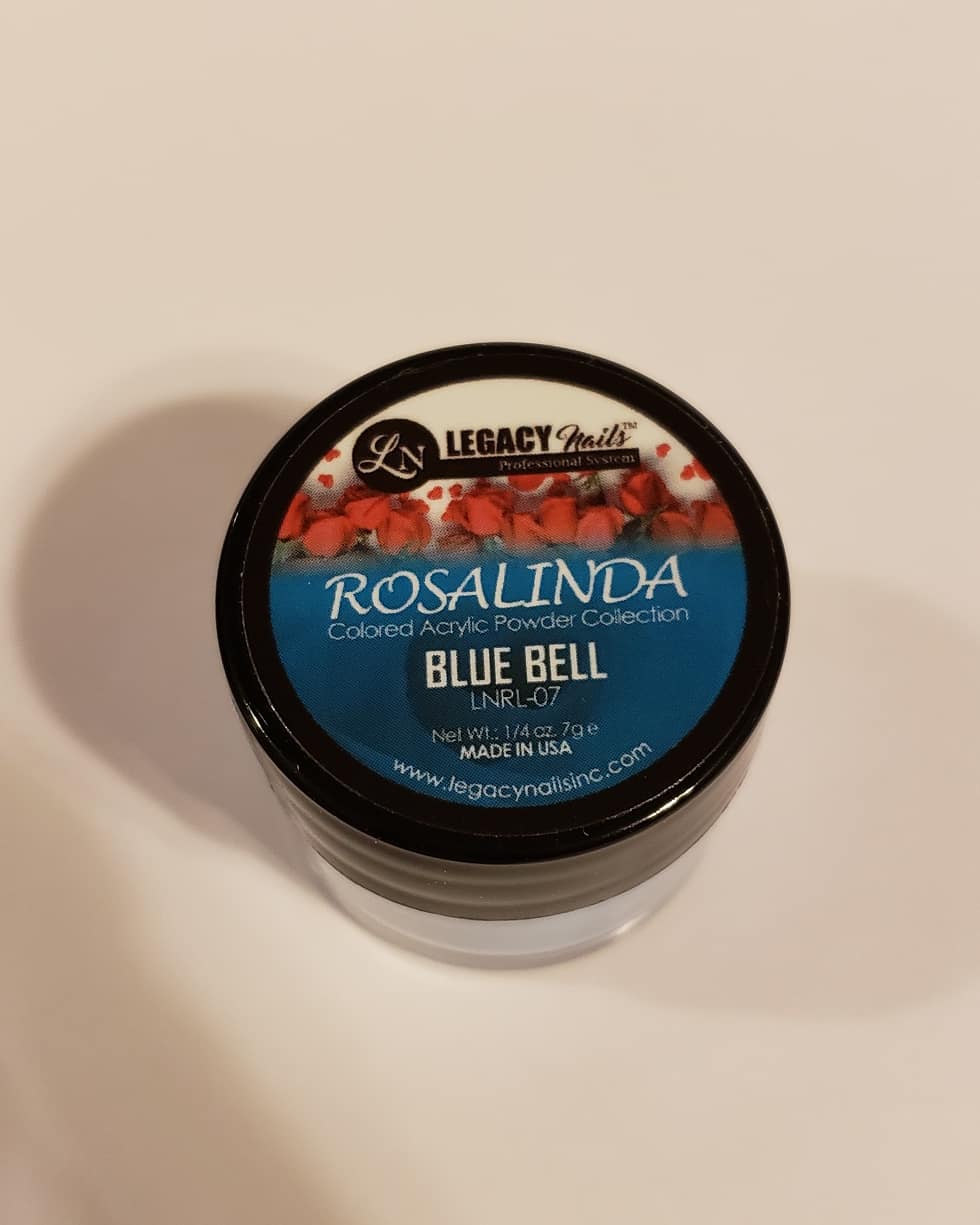 LN LEGACY Nails™
Professional System
ROSALINDA
Colored Acrylic Powder Collection
BLUE BELL
LNRL-07
Net Wt.: 1/4 oz. 7g e
MADE IN USA
www.legacynailsinc.com